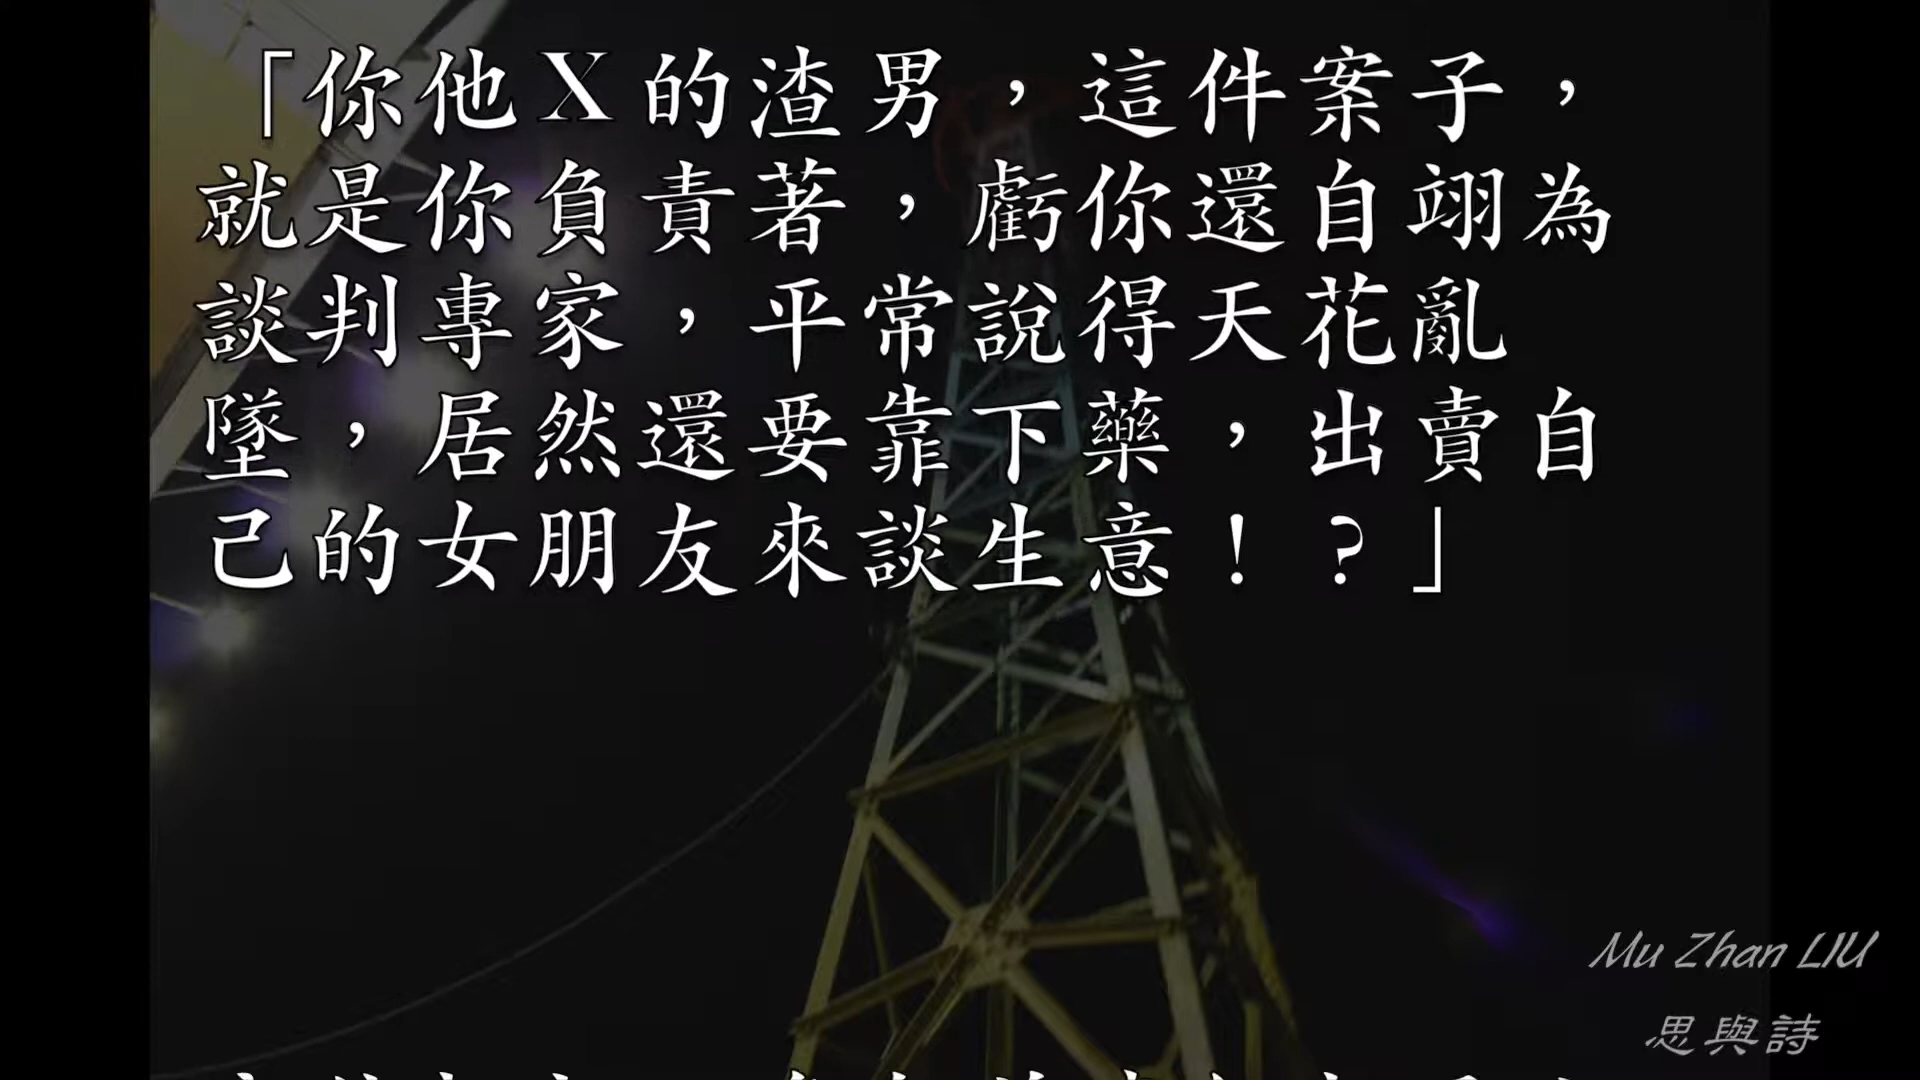 「你他X的渣男，這件案子，
就是你負責著，虧你還自翊為
談判專家，平常說得天花亂
墜，居然還要靠下藥，出賣自
己的女朋友來談生意！？」
Mu Zhan LIU
思與詩